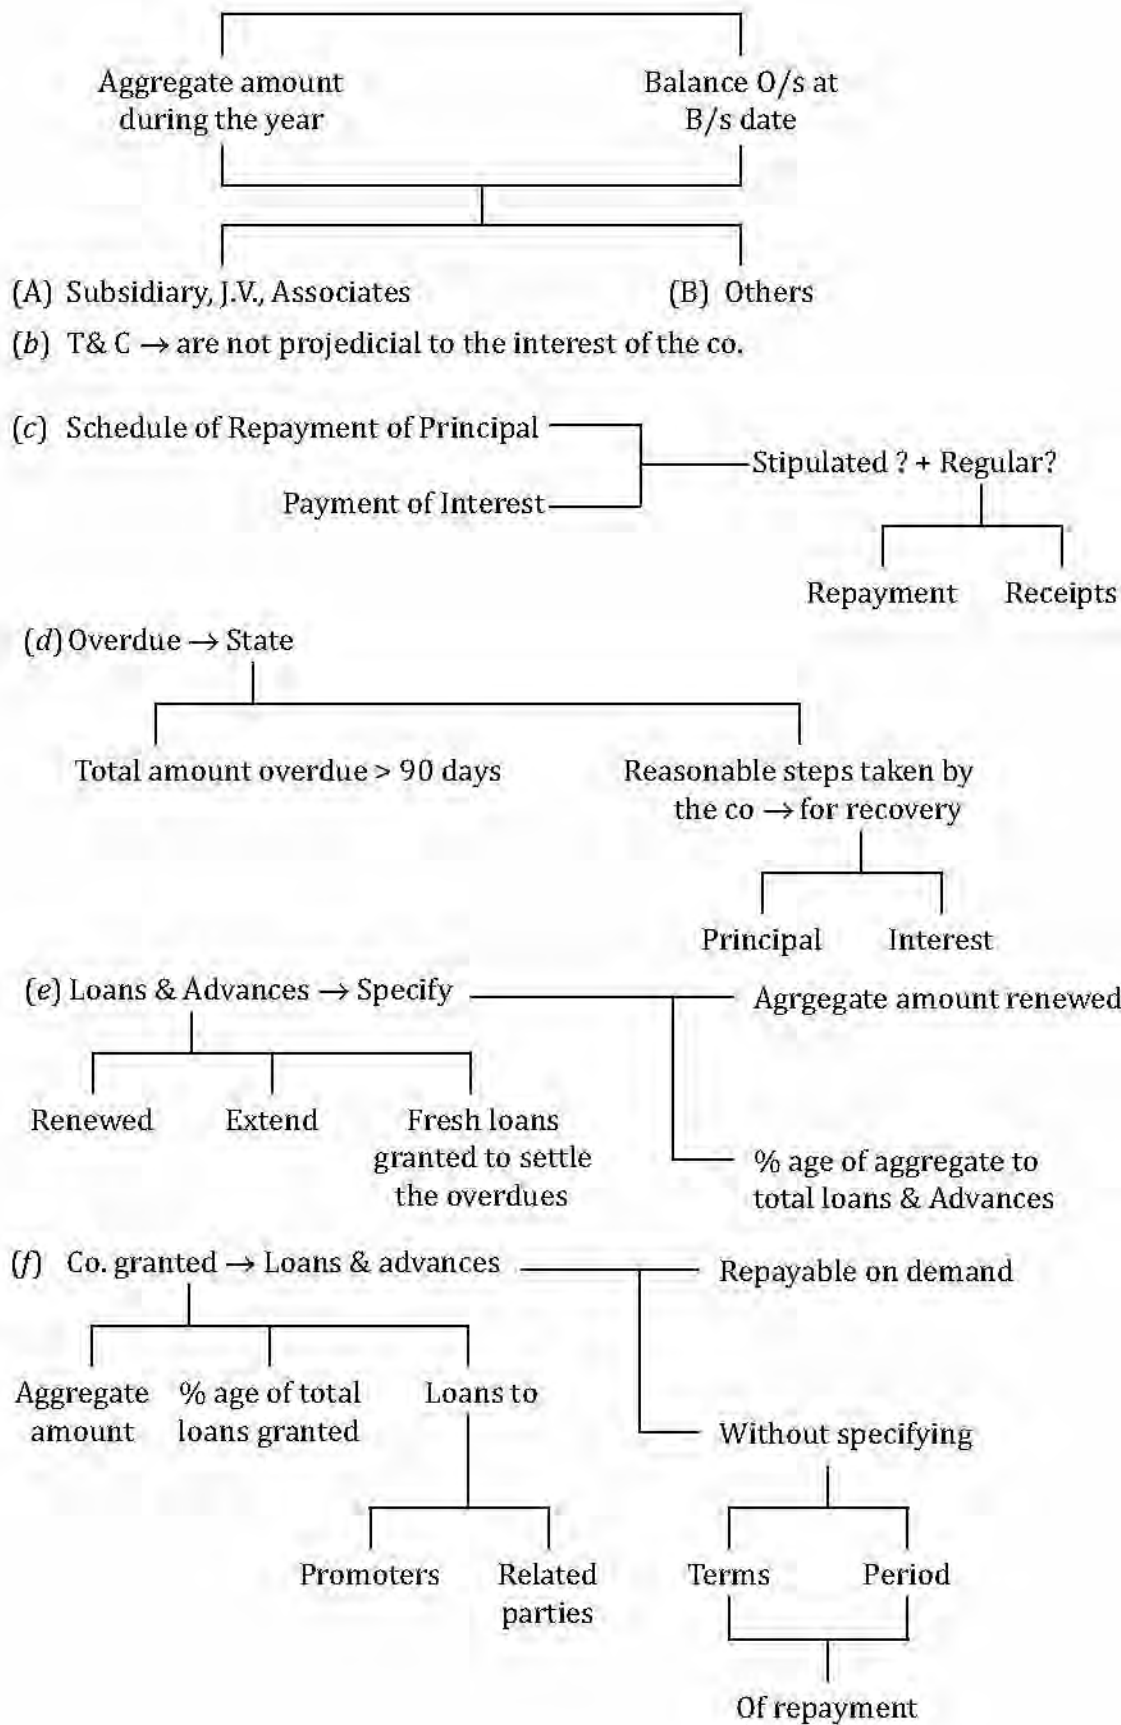 Aggregate amount
during the year
Balance O/s at
B/s date
(A) Subsidiary, J.V., Associates
(B) Others
(b) T& C → are not projedicial to the interest of the co.
(c) Schedule of Repayment of Principal
Stipulated ? + Regular?
Payment of Interest
Repayment
Receipts
(d) Overdue → State
Total amount overdue > 90 days
Reasonable steps taken by
the co → for recovery
Principal
Interest
(e) Loans & Advances → Specify
Agrgegate amount renewed
Renewed
Extend
Fresh loans
granted to settle
the overdues
% age of aggregate to
total loans & Advances
(f) Co. granted → Loans & advances
Repayable on demand
Aggregate
amount
% age of total
loans granted
Loans to
Without specifying
Promoters
Related
parties
Terms
Period
Of repayment